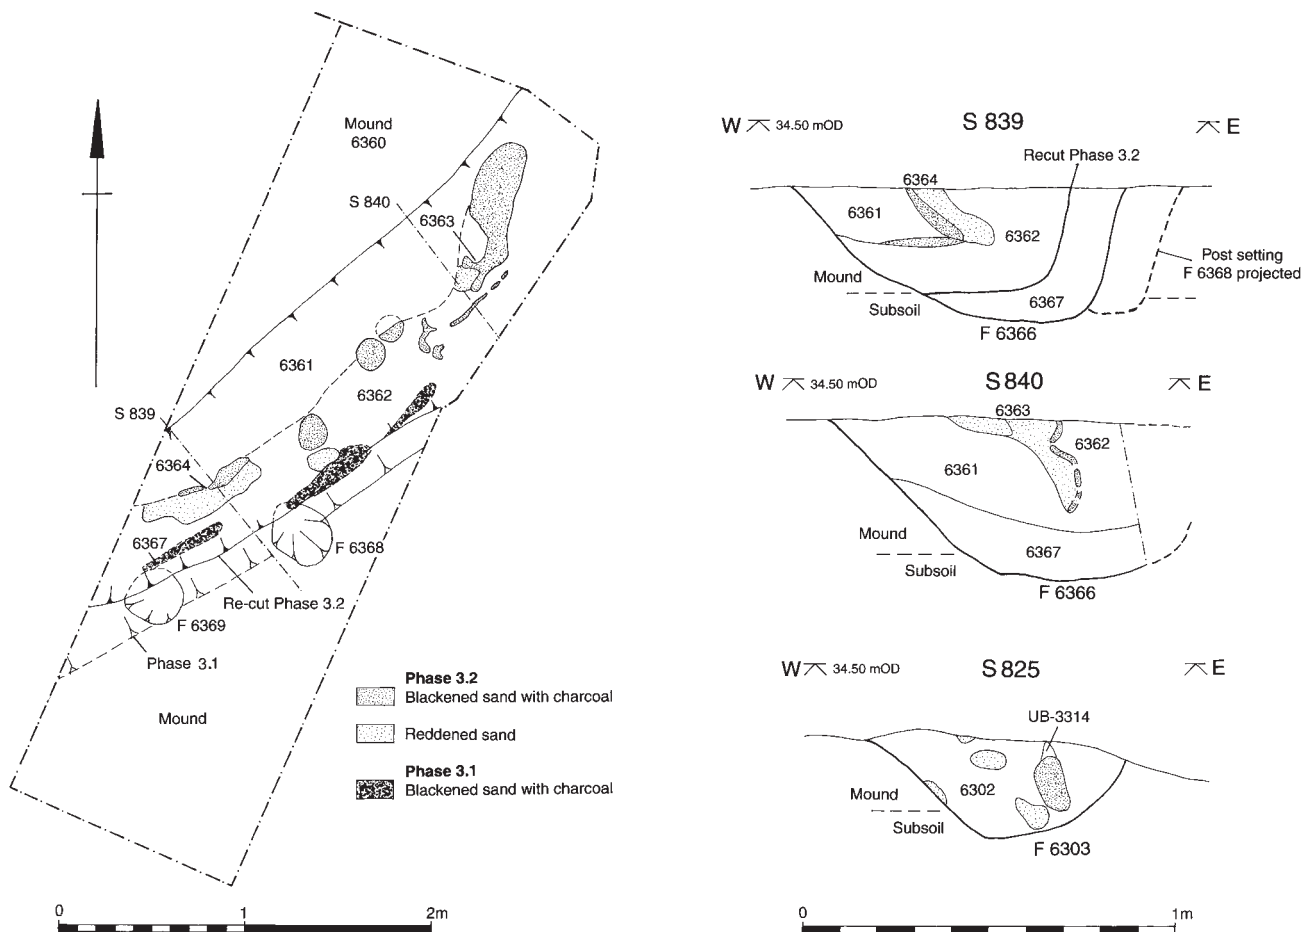 Mound
6360
S 840
6363
6361
6362
S 839
6364
6367
F 6368
Re-cut Phase 3.2
F 6369
Phase 3.1
Mound
Phase 3.2
Blackened sand with charcoal
Reddened sand
Phase 3.1
Blackened sand with charcoal
0 1 2m
W 34.50 mOD S 839 E
Recut Phase 3.2
6364
6361
6362
Post setting
F 6368 projected
Mound
Subsoil
6367
F 6366
W 34.50 mOD S 840 E
6363
6362
6361
Mound
Subsoil
6367
F 6366
W 34.50 mOD S 825 E
UB-3314
6302
Mound
Subsoil
F 6303
0 1m